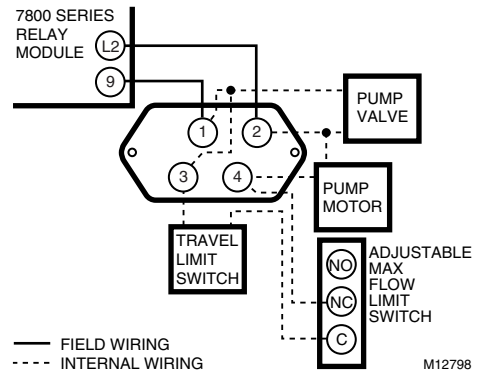 7800 SERIES
RELAY
MODULE
L2
9
1
2
3
4
PUMP
VALVE
PUMP
MOTOR
TRAVEL
LIMIT
SWITCH
NO
NC
C
ADJUSTABLE
MAX
FLOW
LIMIT
SWITCH
FIELD WIRING
INTERNAL WIRING
M12798